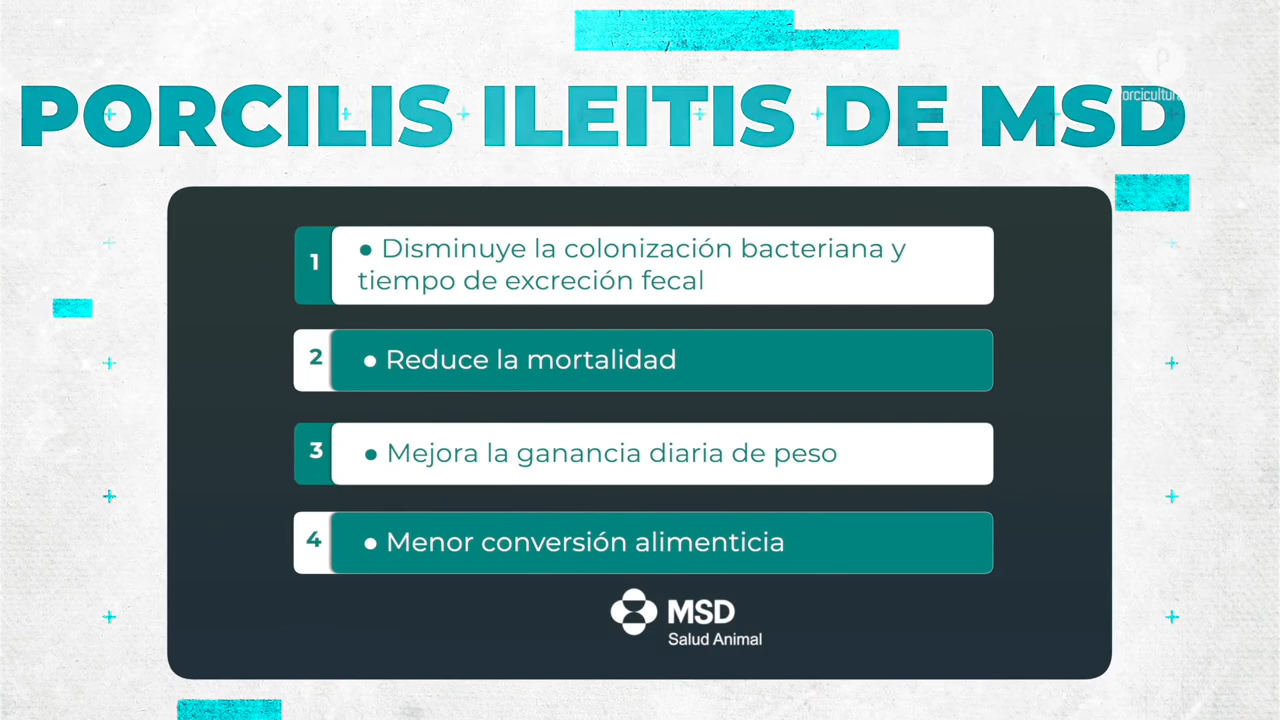 PORCILIS ILEITIS DE MSD
1
● Disminuye la colonización bacteriana y
tiempo de excreción fecal
2
● Reduce la mortalidad
3
● Mejora la ganancia diaria de peso
4
● Menor conversión alimenticia
MSD
Salud Animal